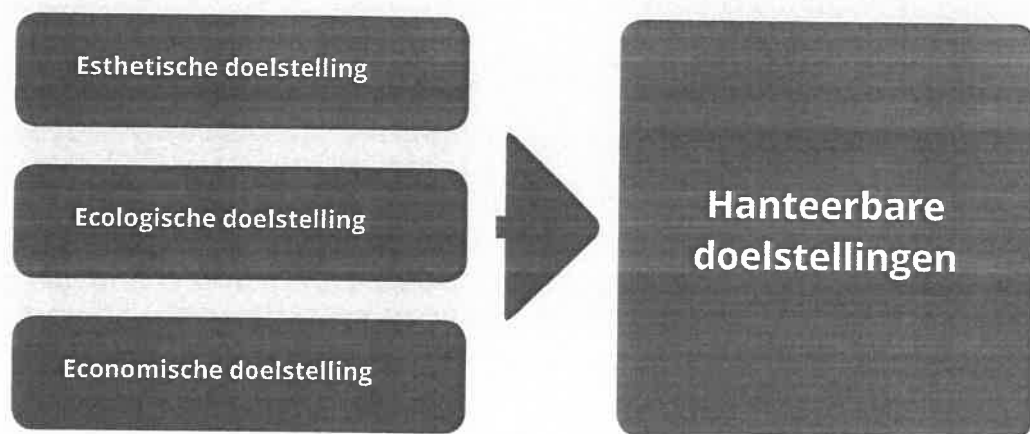 Esthetische doelstelling
Ecologische doelstelling
Economische doelstelling
Hanteerbare
doelstellingen